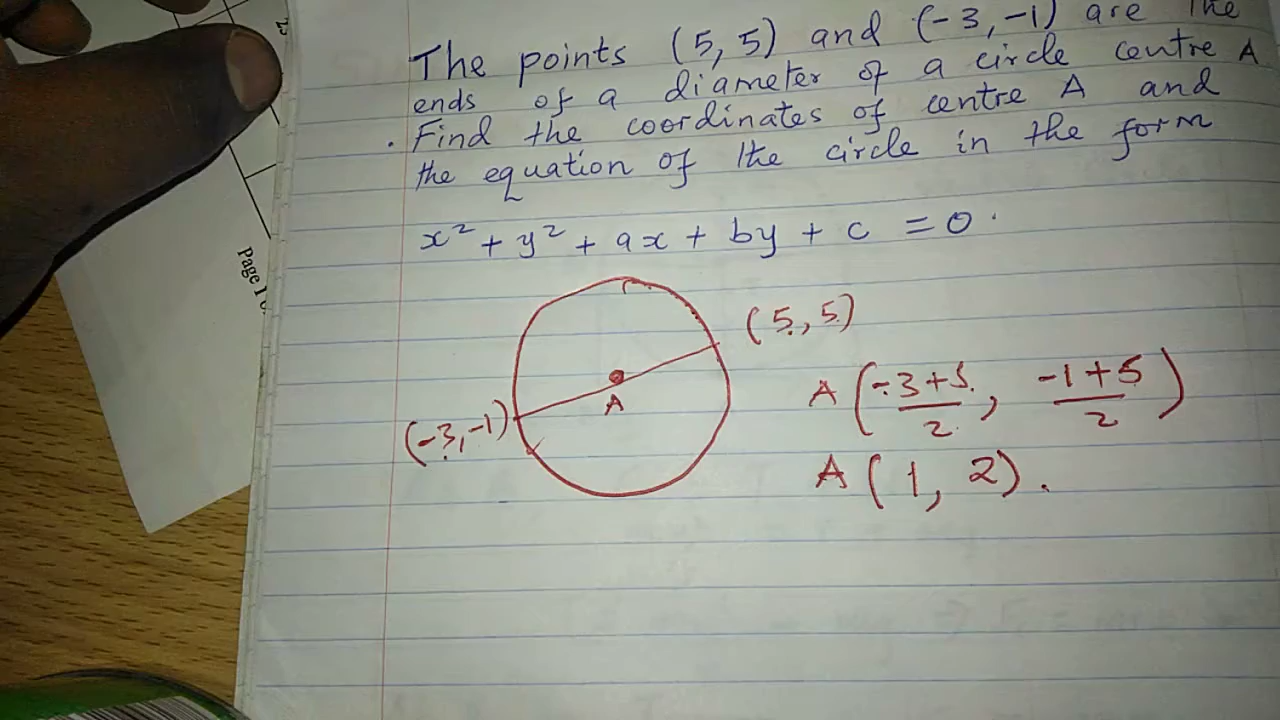 The points (5, 5) and (-3, -1) are the
ends of a diameter of a circle centre A
. Find the coordinates of centre A and
the equation of the circle in the form
x² + y² + ax + by + c = 0.
(5, 5)
(-3, -1)
A
A(-3+5/2, -1+5/2)
A(1, 2).
Page 1